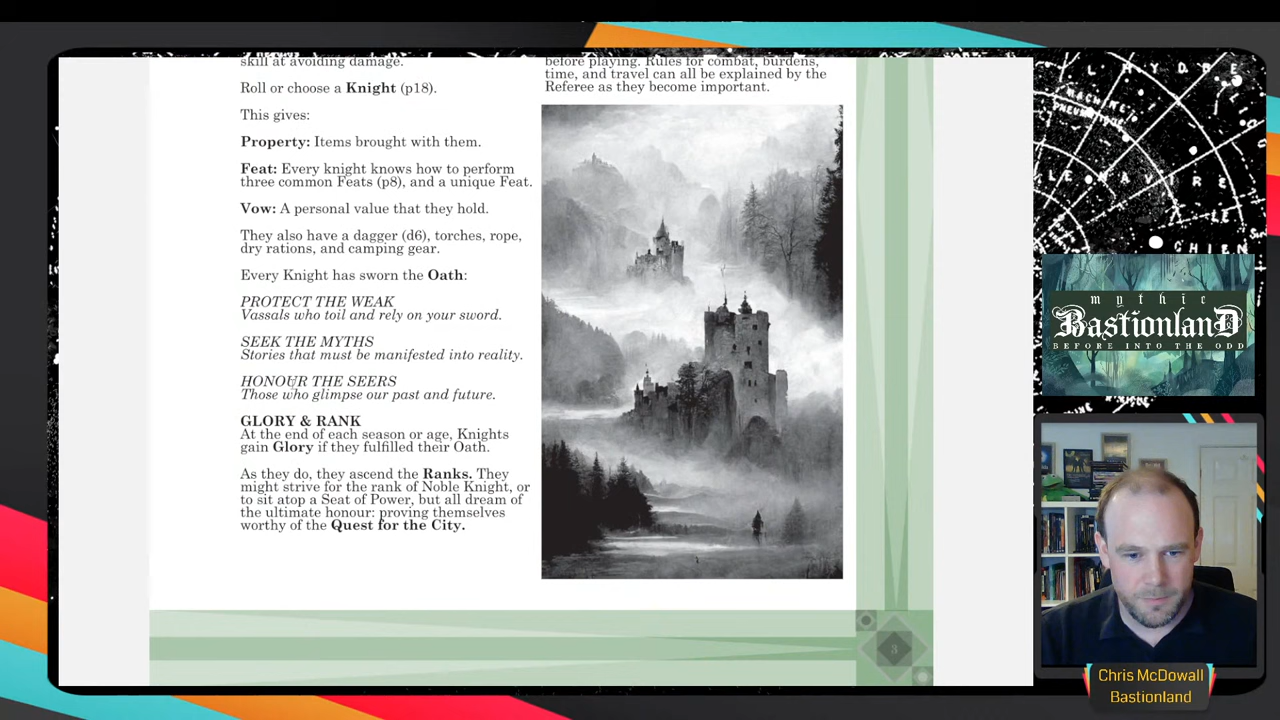 skill at avoiding damage.
Roll or choose a Knight (p18).
This gives:
Property: Items brought with them.
Feat: Every knight knows how to perform
three common Feats (p8), and a unique Feat.
Vow: A personal value that they hold.
They also have a dagger (d6), torches, rope,
dry rations, and camping gear.
Every Knight has sworn the Oath:
PROTECT THE WEAK
Vassals who toil and rely on your sword.
SEEK THE MYTHS
Stories that must be manifested into reality.
HONOUR THE SEERS
Those who glimpse our past and future.
GLORY & RANK
At the end of each season or age, Knights
gain Glory if they fulfilled their Oath.
As they do, they ascend the Ranks. They
might strive for the rank of Noble Knight, or
to sit atop a Seat of Power, but all dream of
the ultimate honour: proving themselves
worthy of the Quest for the City.
before playing. Rules for combat, burdens,
time, and travel can all be explained by the
Referee as they become important.
3
mythic
BastionlanD
BEFORE INTO THE ODD
Chris McDowall
Bastionland